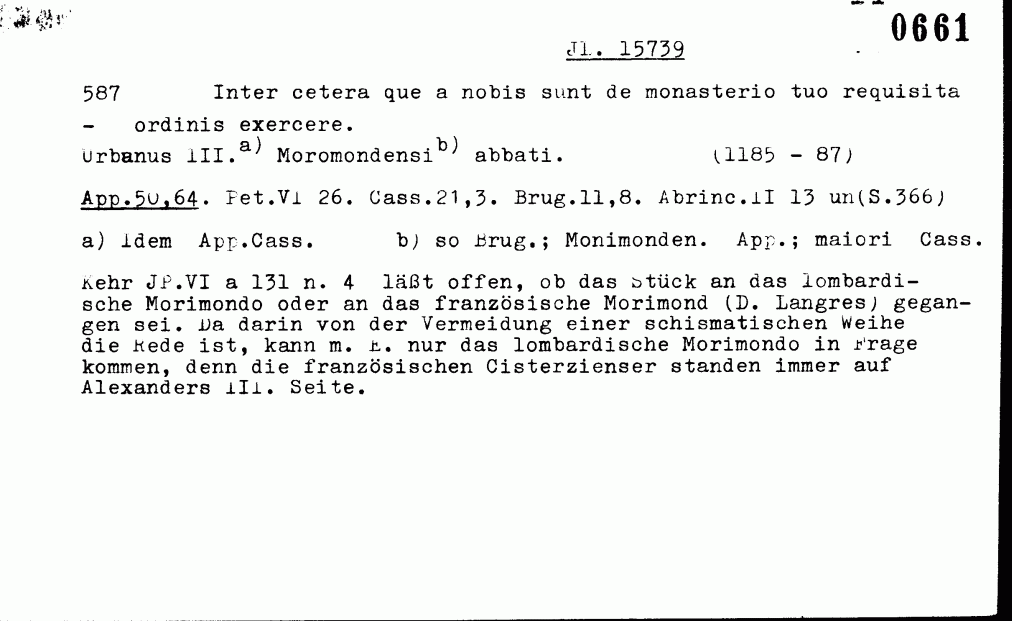 0661
JL. 15739
587 Inter cetera que a nobis sunt de monasterio tuo requisita
- ordinis exercere.
Urbanus III.a) Moromondensi b) abbati. (1185 - 87)
App.50,64. Pet.VI 26. Cass.21,3. Brug.11,8. Abrinc.II 13 un(S.366)
a) Idem App.Cass. b) so Brug.; Monimonden. App.; maiori Cass.
Kehr JP.VI a 131 n. 4 läßt offen, ob das Stück an das lombardi-
sche Morimondo oder an das französische Morimond (D. Langres) gegan-
gen sei. Da darin von der Vermeidung einer schismatischen Weihe
die Rede ist, kann m. E. nur das lombardische Morimondo in Frage
kommen, denn die französischen Cisterzienser standen immer auf
Alexanders III. Seite.